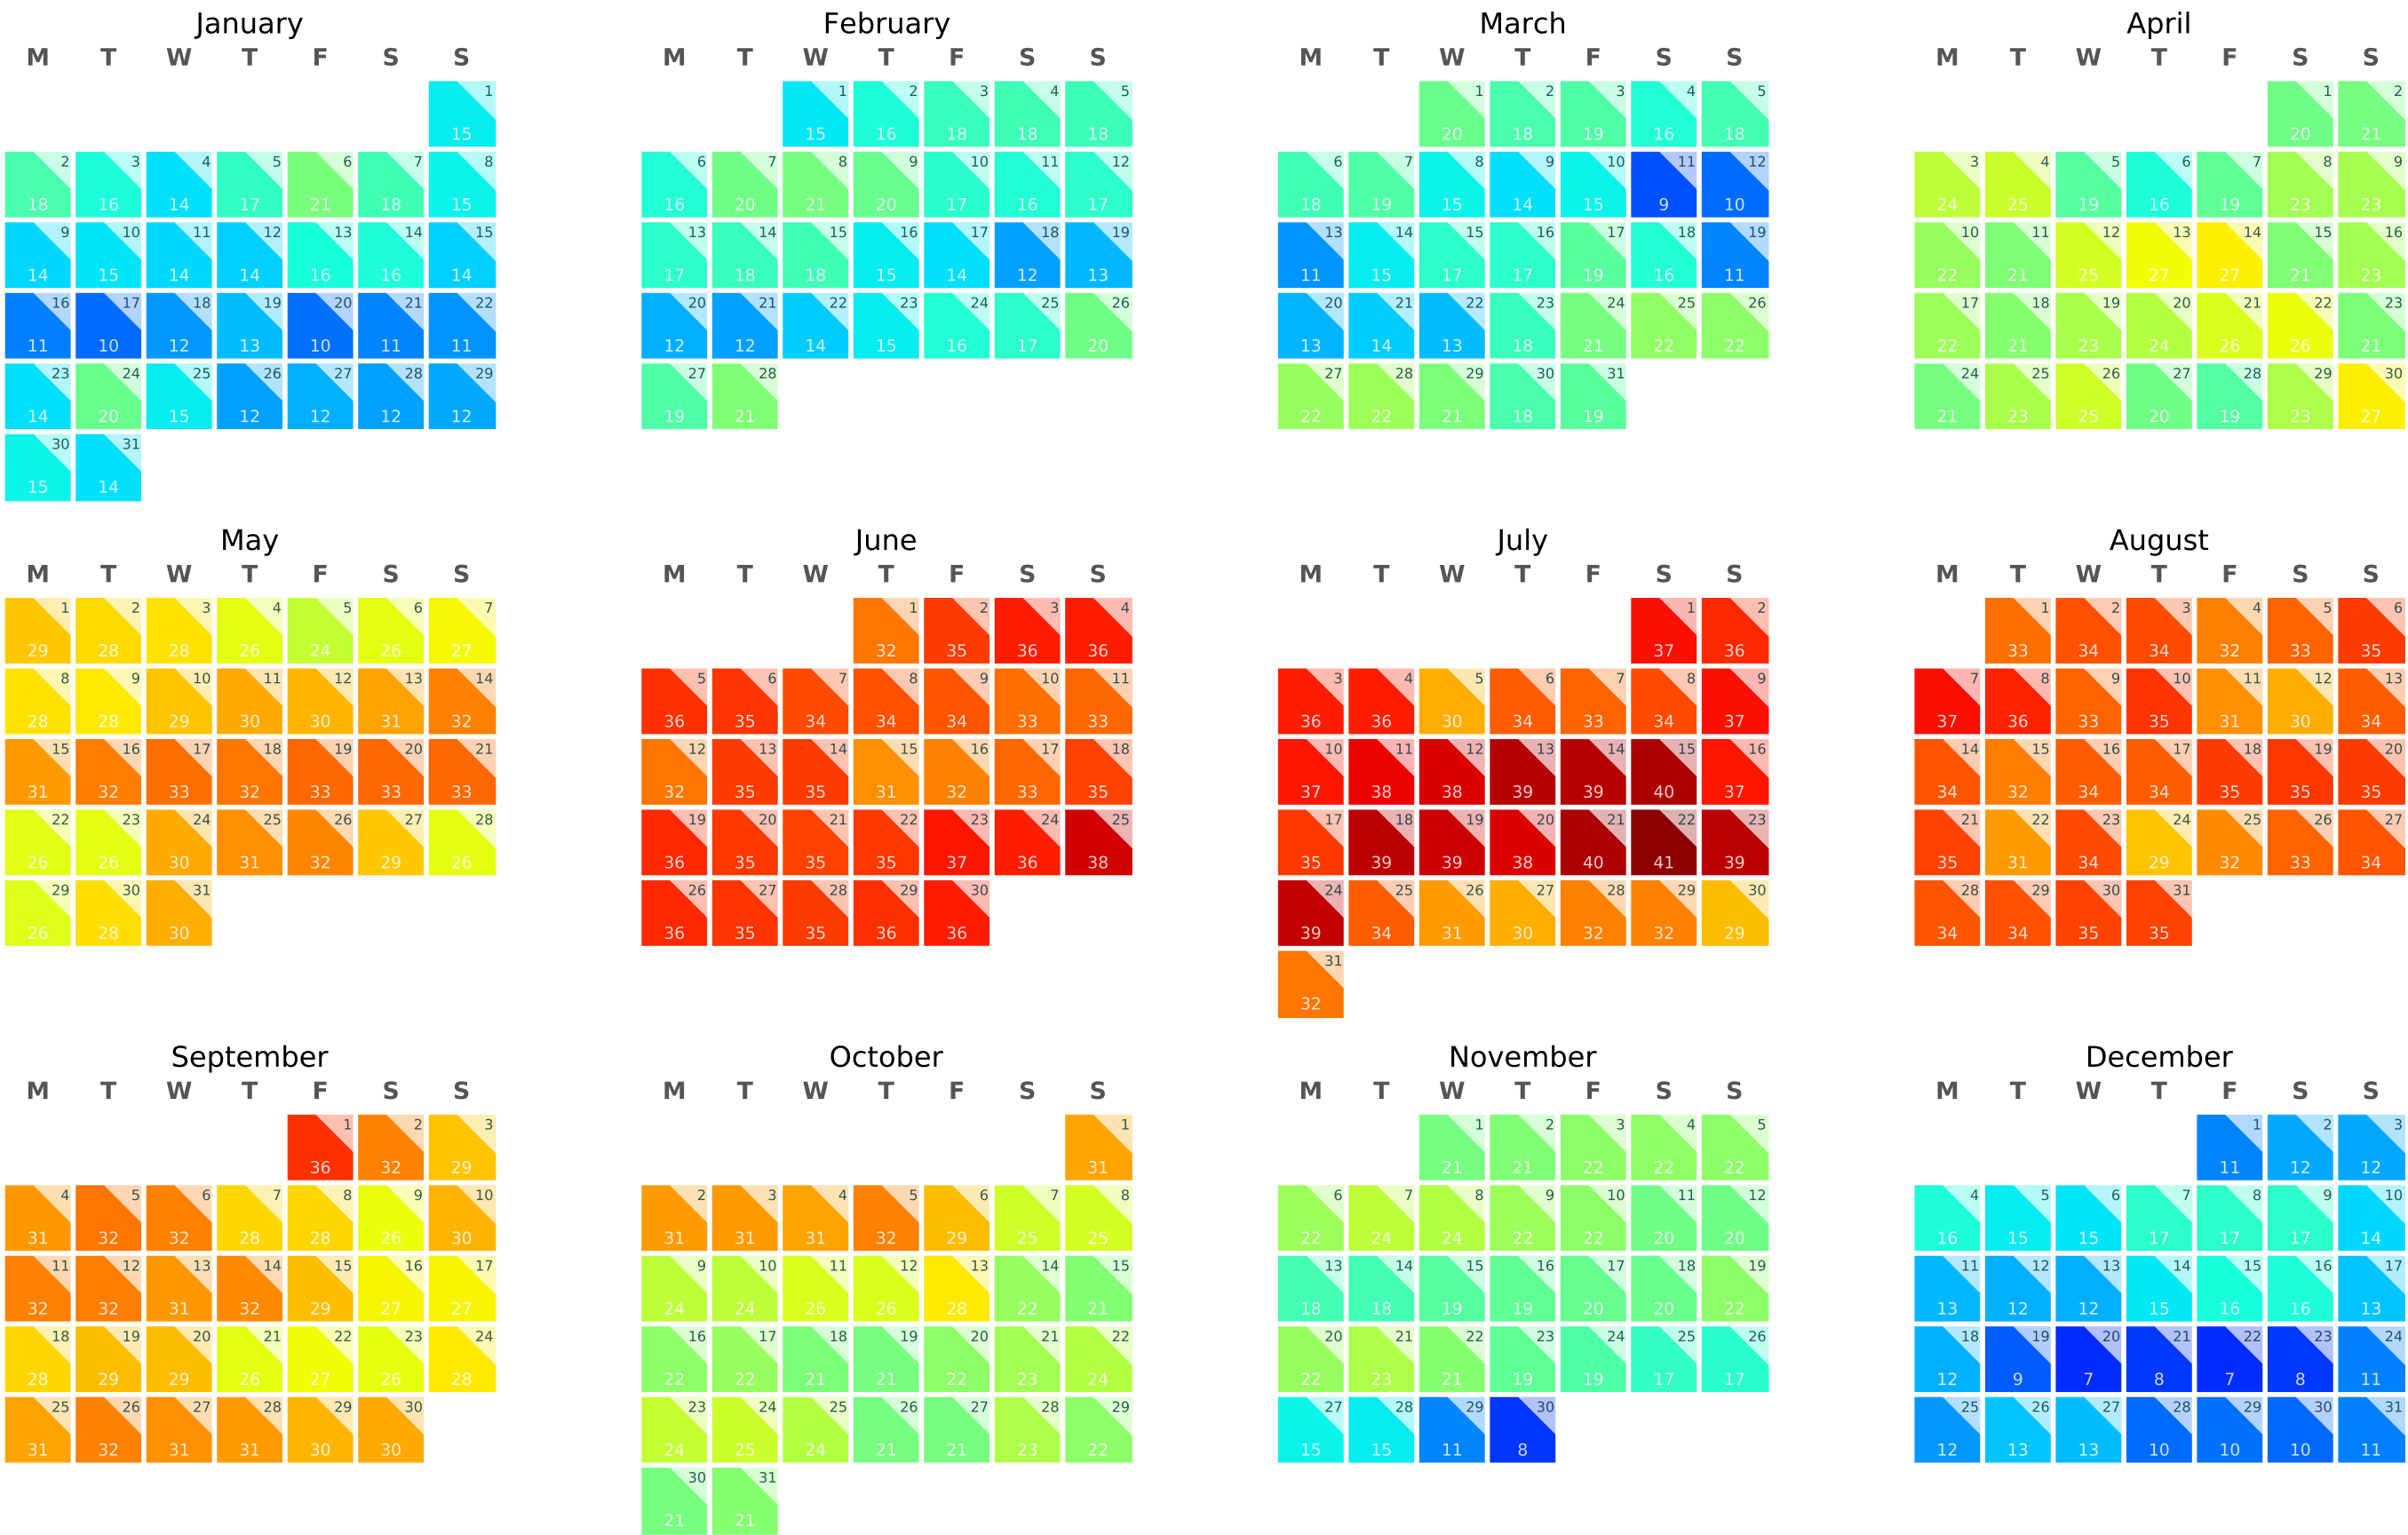 January February March April
M T W T F S S M T W T F S S M T W T F S S M T W T F S S
1 1 2 3 4 5 1 2 3 4 5 1 2
15 15 16 18 18 18 20 18 19 16 18 20 21
2 3 4 5 6 7 8 6 7 8 9 10 11 12 6 7 8 9 10 11 12 3 4 5 6 7 8 9
18 16 14 17 21 18 15 16 20 21 20 17 16 17 18 19 15 14 15 9 10 24 25 19 16 19 23 23
9 10 11 12 13 14 15 13 14 15 16 17 18 19 13 14 15 16 17 18 19 10 11 12 13 14 15 16
14 15 14 14 16 16 14 17 18 18 15 14 12 13 11 15 17 17 19 16 11 22 21 25 27 27 21 23
16 17 18 19 20 21 22 20 21 22 23 24 25 26 20 21 22 23 24 25 26 17 18 19 20 21 22 23
11 10 12 13 10 11 11 12 12 14 15 16 17 20 13 14 13 18 21 22 22 22 21 23 24 26 26 21
23 24 25 26 27 28 29 27 28 27 28 29 30 31 24 25 26 27 28 29 30
14 20 15 12 12 12 12 19 21 22 22 21 18 19 21 23 25 20 19 23 27
30 31
15 14
May June July August
M T W T F S S M T W T F S S M T W T F S S M T W T F S S
1 2 3 4 5 6 7 1 2 3 4 1 2 1 2 3 4 5 6
29 28 28 26 24 26 27 32 35 36 36 37 36 33 34 34 32 33 35
8 9 10 11 12 13 14 5 6 7 8 9 10 11 3 4 5 6 7 8 9 7 8 9 10 11 12 13
28 28 29 30 30 31 32 36 35 34 34 34 33 33 36 36 30 34 33 34 37 37 36 33 35 31 30 34
15 16 17 18 19 20 21 12 13 14 15 16 17 18 10 11 12 13 14 15 16 14 15 16 17 18 19 20
31 32 33 32 33 33 33 32 35 35 31 32 33 35 37 38 38 39 39 40 37 34 32 34 34 35 35 35
22 23 24 25 26 27 28 19 20 21 22 23 24 25 17 18 19 20 21 22 23 21 22 23 24 25 26 27
26 26 30 31 32 29 26 36 35 35 35 37 36 38 35 39 39 38 40 41 39 35 31 34 29 32 33 34
29 30 31 26 27 28 29 30 24 25 26 27 28 29 30 28 29 30 31
26 28 30 36 35 35 36 36 39 34 31 30 32 32 29 34 34 35 35
31
32
September October November December
M T W T F S S M T W T F S S M T W T F S S M T W T F S S
1 2 3 1 1 2 3 4 5 1 2 3
36 32 29 31 21 21 22 22 22 11 12 12
4 5 6 7 8 9 10 2 3 4 5 6 7 8 6 7 8 9 10 11 12 4 5 6 7 8 9 10
31 32 32 28 28 26 30 31 31 31 32 29 25 25 22 24 24 22 22 20 20 16 15 15 17 17 17 14
11 12 13 14 15 16 17 9 10 11 12 13 14 15 13 14 15 16 17 18 19 11 12 13 14 15 16 17
32 32 31 32 29 27 27 24 24 26 26 28 22 21 18 18 19 19 20 20 22 13 12 12 15 16 16 13
18 19 20 21 22 23 24 16 17 18 19 20 21 22 20 21 22 23 24 25 26 18 19 20 21 22 23 24
28 29 29 26 27 26 28 22 22 21 21 22 23 24 22 23 21 19 19 17 17 12 9 7 8 7 8 11
25 26 27 28 29 30 23 24 25 26 27 28 29 27 28 29 30 25 26 27 28 29 30 31
31 32 31 31 30 30 24 25 24 21 21 23 22 15 15 11 8 12 13 13 10 10 10 11
30 31
21 21